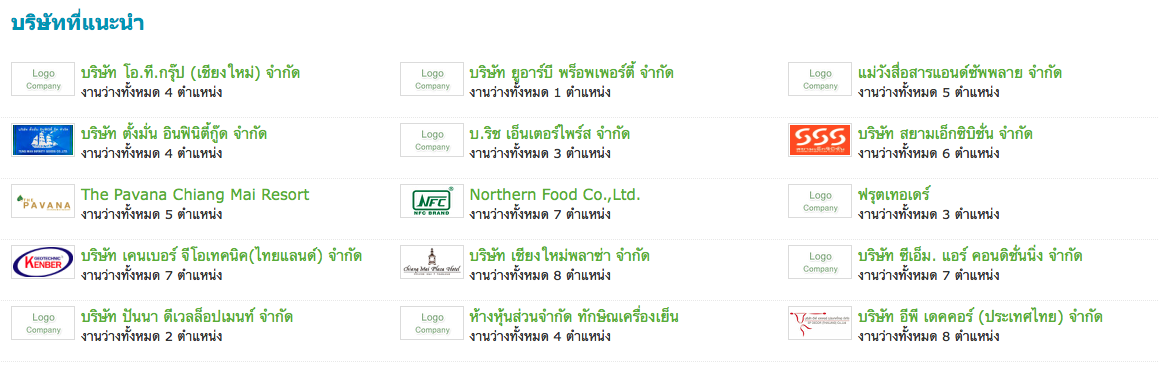 บริษัทที่แนะนำ
Logo
Company
บริษัท โอ.ที.กรุ๊ป (เชียงใหม่) จำกัด
งานว่างทั้งหมด 4 ตำแหน่ง
Logo
Company
บริษัท ยูอาร์บี พร็อพเพอร์ตี้ จำกัด
งานว่างทั้งหมด 1 ตำแหน่ง
Logo
Company
แม่วังสื่อสารแอนด์ซัพพลาย จำกัด
งานว่างทั้งหมด 5 ตำแหน่ง
บริษัท ตั้งมั่น อินฟินิตี้กู๊ด จำกัด
งานว่างทั้งหมด 4 ตำแหน่ง
Logo
Company
บ.ริช เอ็นเตอร์ไพร์ส จำกัด
งานว่างทั้งหมด 3 ตำแหน่ง
SSS
สยามเอ็กซิบิชั่น
บริษัท สยามเอ็กซิบิชั่น จำกัด
งานว่างทั้งหมด 6 ตำแหน่ง
THE
PAVANA
The Pavana Chiang Mai Resort
งานว่างทั้งหมด 5 ตำแหน่ง
NFC
NFC BRAND
Northern Food Co.,Ltd.
งานว่างทั้งหมด 7 ตำแหน่ง
Logo
Company
ฟรุตเทอเดร์
งานว่างทั้งหมด 3 ตำแหน่ง
GEOTECHNIC
KENBER
บริษัท เคนเบอร์ จีโอเทคนิค(ไทยแลนด์) จำกัด
งานว่างทั้งหมด 7 ตำแหน่ง
Chiang Mai Plaza Hotel
บริษัท เชียงใหม่พลาซ่า จำกัด
งานว่างทั้งหมด 8 ตำแหน่ง
Logo
Company
บริษัท ซีเอ็ม. แอร์ คอนดิชั่นนิ่ง จำกัด
งานว่างทั้งหมด 7 ตำแหน่ง
Logo
Company
บริษัท ปันนา ดีเวลล็อปเมนท์ จำกัด
งานว่างทั้งหมด 2 ตำแหน่ง
Logo
Company
ห้างหุ้นส่วนจำกัด ทักษิณเครื่องเย็น
งานว่างทั้งหมด 4 ตำแหน่ง
บริษัท อีพี เดคคอร์ (ประเทศไทย) จำกัด
งานว่างทั้งหมด 8 ตำแหน่ง